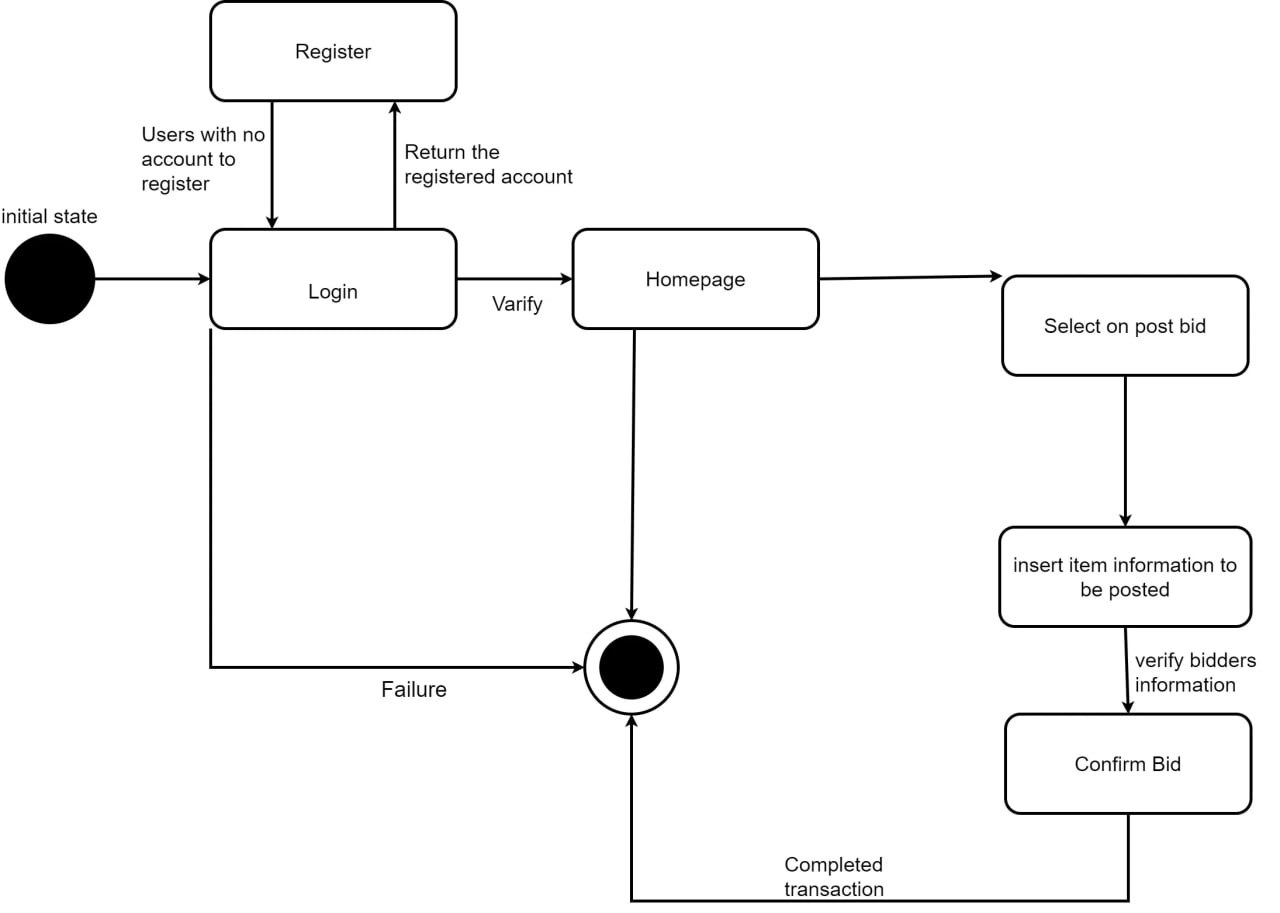 Register
Users with no
account to
register
Return the
registered account
initial state
Login
Varify
Homepage
Select on post bid
insert item information to
be posted
verify bidders
information
Failure
Confirm Bid
Completed
transaction